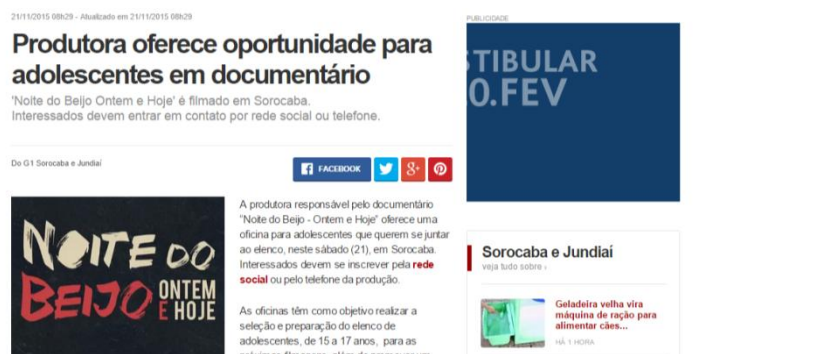 21/11/2015 08h29 - Atualizado em 21/11/2015 08h29
Produtora oferece oportunidade para
adolescentes em documentário
'Noite do Beijo Ontem e Hoje' é filmado em Sorocaba.
Interessados devem entrar em contato por rede social ou telefone.
Do G1 Sorocaba e Jundiaí
FACEBOOK
NOITE DO
BEIJO ONTEM
E HOJE
A produtora responsável pelo documentário
"Noite do Beijo - Ontem e Hoje" oferece uma
oficina para adolescentes que querem se juntar
ao elenco, neste sábado (21), em Sorocaba.
Interessados devem se inscrever pela rede
social ou pelo telefone da produção.
As oficinas têm como objetivo realizar a
seleção e preparação do elenco de
adolescentes, de 15 a 17 anos, para as
PUBLICIDADE
TIBULAR
0.FEV
Sorocaba e Jundiaí
veja tudo sobre ›
Geladeira velha vira
máquina de ração para
alimentar cães...
HÁ 1 HORA